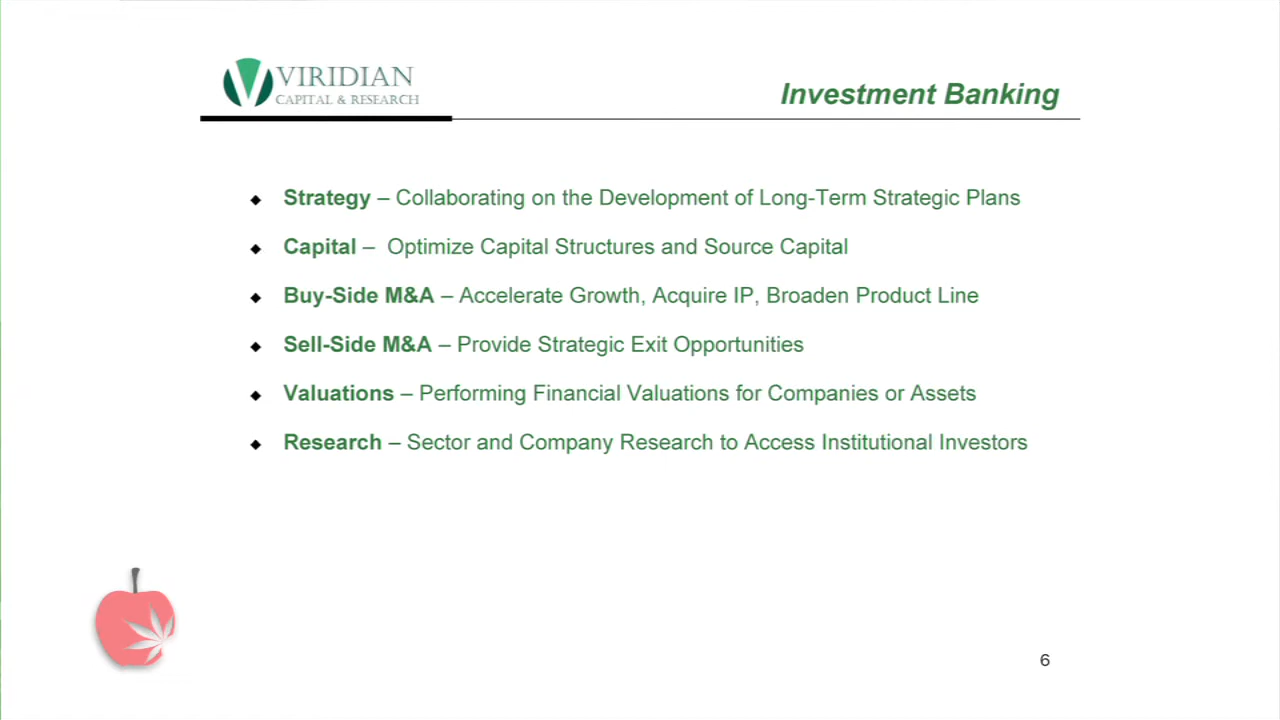 VIRIDIAN
CAPITAL & RESEARCH
Investment Banking
◆ Strategy – Collaborating on the Development of Long-Term Strategic Plans
◆ Capital – Optimize Capital Structures and Source Capital
◆ Buy-Side M&A – Accelerate Growth, Acquire IP, Broaden Product Line
◆ Sell-Side M&A – Provide Strategic Exit Opportunities
◆ Valuations – Performing Financial Valuations for Companies or Assets
◆ Research – Sector and Company Research to Access Institutional Investors
6